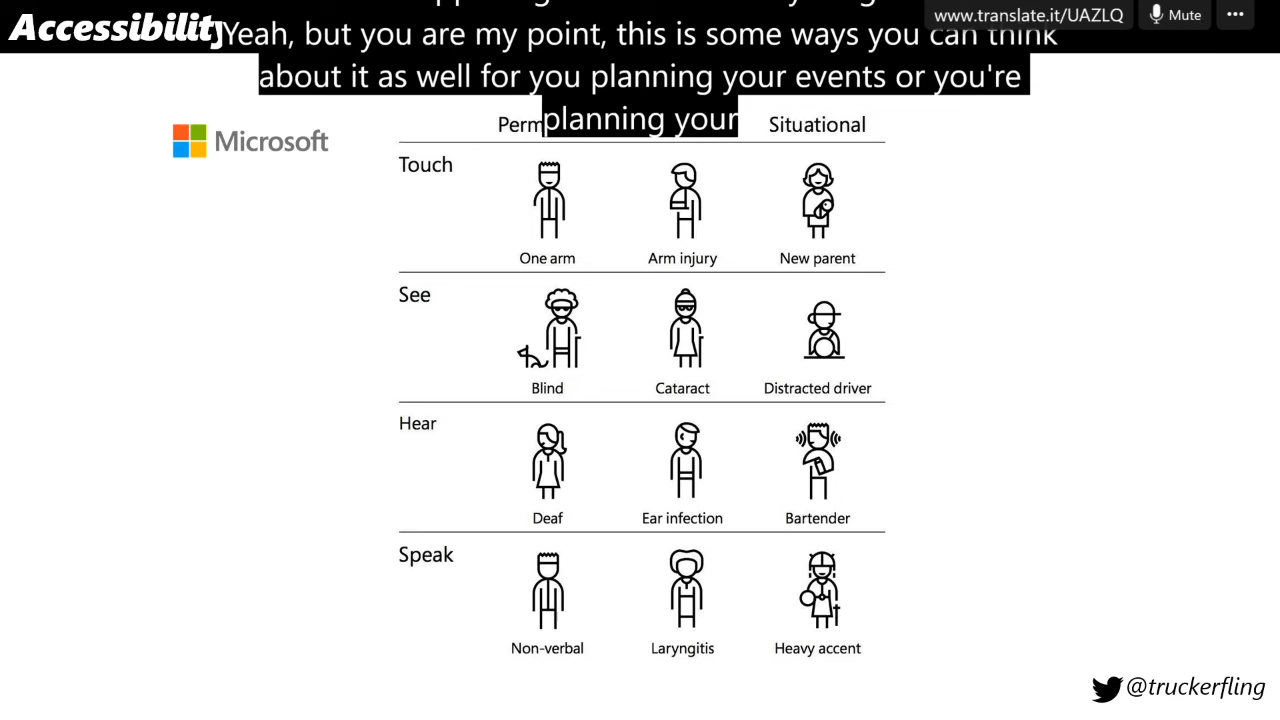 www.translate.it/UAZLQ
Mute
Accessibility
Yeah, but you are my point, this is some ways you can think
about it as well for you planning your events or you're
planning your
Microsoft
Perm
Situational
Touch
One arm
Arm injury
New parent
See
Blind
Cataract
Distracted driver
Hear
Deaf
Ear infection
Bartender
Speak
Non-verbal
Laryngitis
Heavy accent
@truckerfling